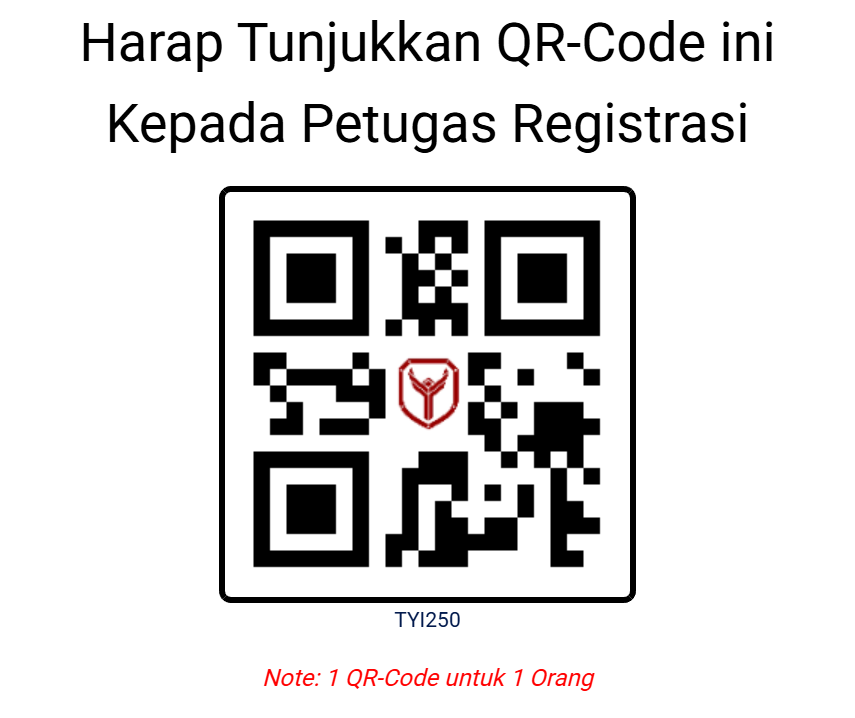 Harap Tunjukkan QR-Code ini
Kepada Petugas Registrasi
TYI250
Note: 1 QR-Code untuk 1 Orang